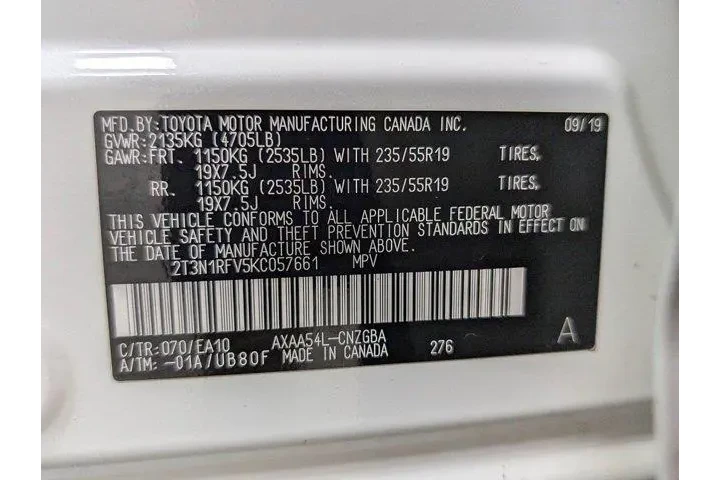 MFD.BY:TOYOTA MOTOR MANUFACTURING CANADA INC. 09/19
GVWR:2135KG (4705LB)
GAWR:FRT. 1150KG (2535LB) WITH 235/55R19 TIRES,
19X7.5J RIMS.
RR. 1150KG (2535LB) WITH 235/55R19 TIRES,
19X7.5J RIMS.
THIS VEHICLE CONFORMS TO ALL APPLICABLE FEDERAL MOTOR
VEHICLE SAFETY AND THEFT PREVENTION STANDARDS IN EFFECT ON
THE DATE OF MANUFACTURE SHOWN ABOVE.
2T3N1RFV5KC057661 MPV
C/TR:070/EA10 AXAA54L-CNZGBA A
A/TM:-01A/UB80F MADE IN CANADA 276